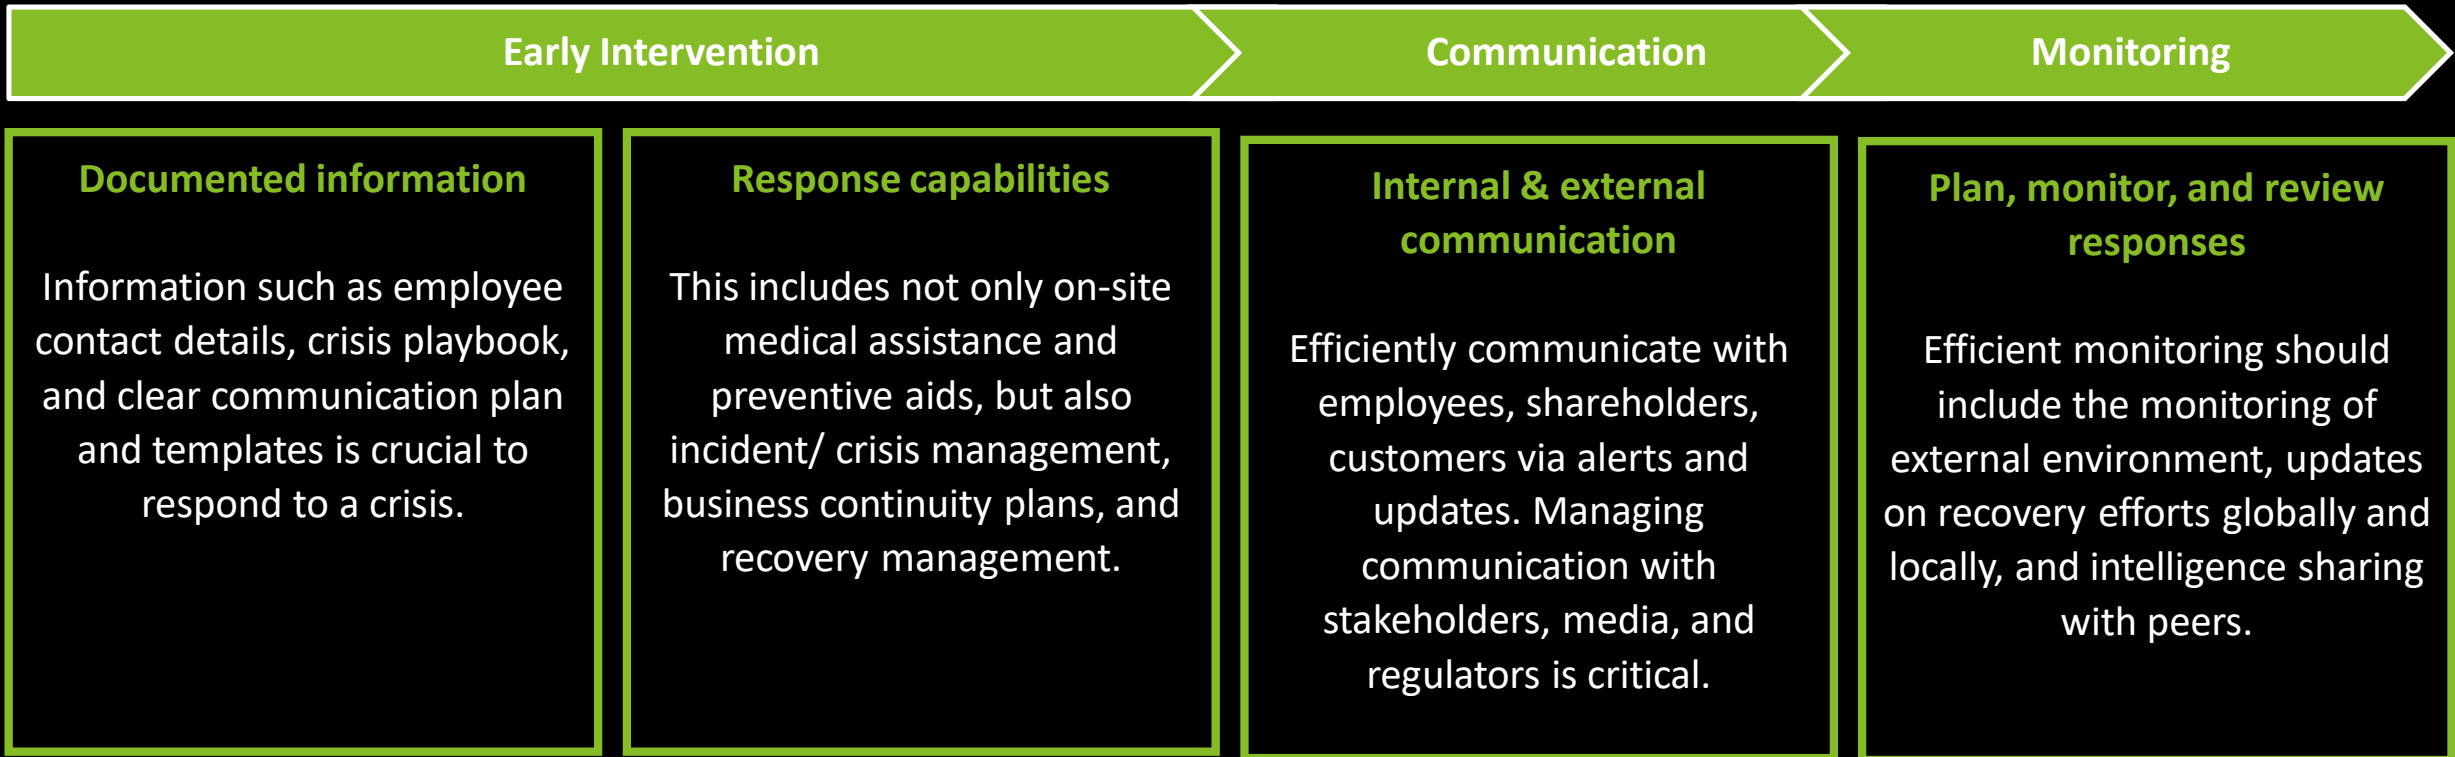 Early Intervention
Communication
Monitoring
Documented information
Information such as employee
contact details, crisis playbook,
and clear communication plan
and templates is crucial to
respond to a crisis.
Response capabilities
This includes not only on-site
medical assistance and
preventive aids, but also
incident/ crisis management,
business continuity plans, and
recovery management.
Internal & external
communication
Efficiently communicate with
employees, shareholders,
customers via alerts and
updates. Managing
communication with
stakeholders, media, and
regulators is critical.
Plan, monitor, and review
responses
Efficient monitoring should
include the monitoring of
external environment, updates
on recovery efforts globally and
locally, and intelligence sharing
with peers.